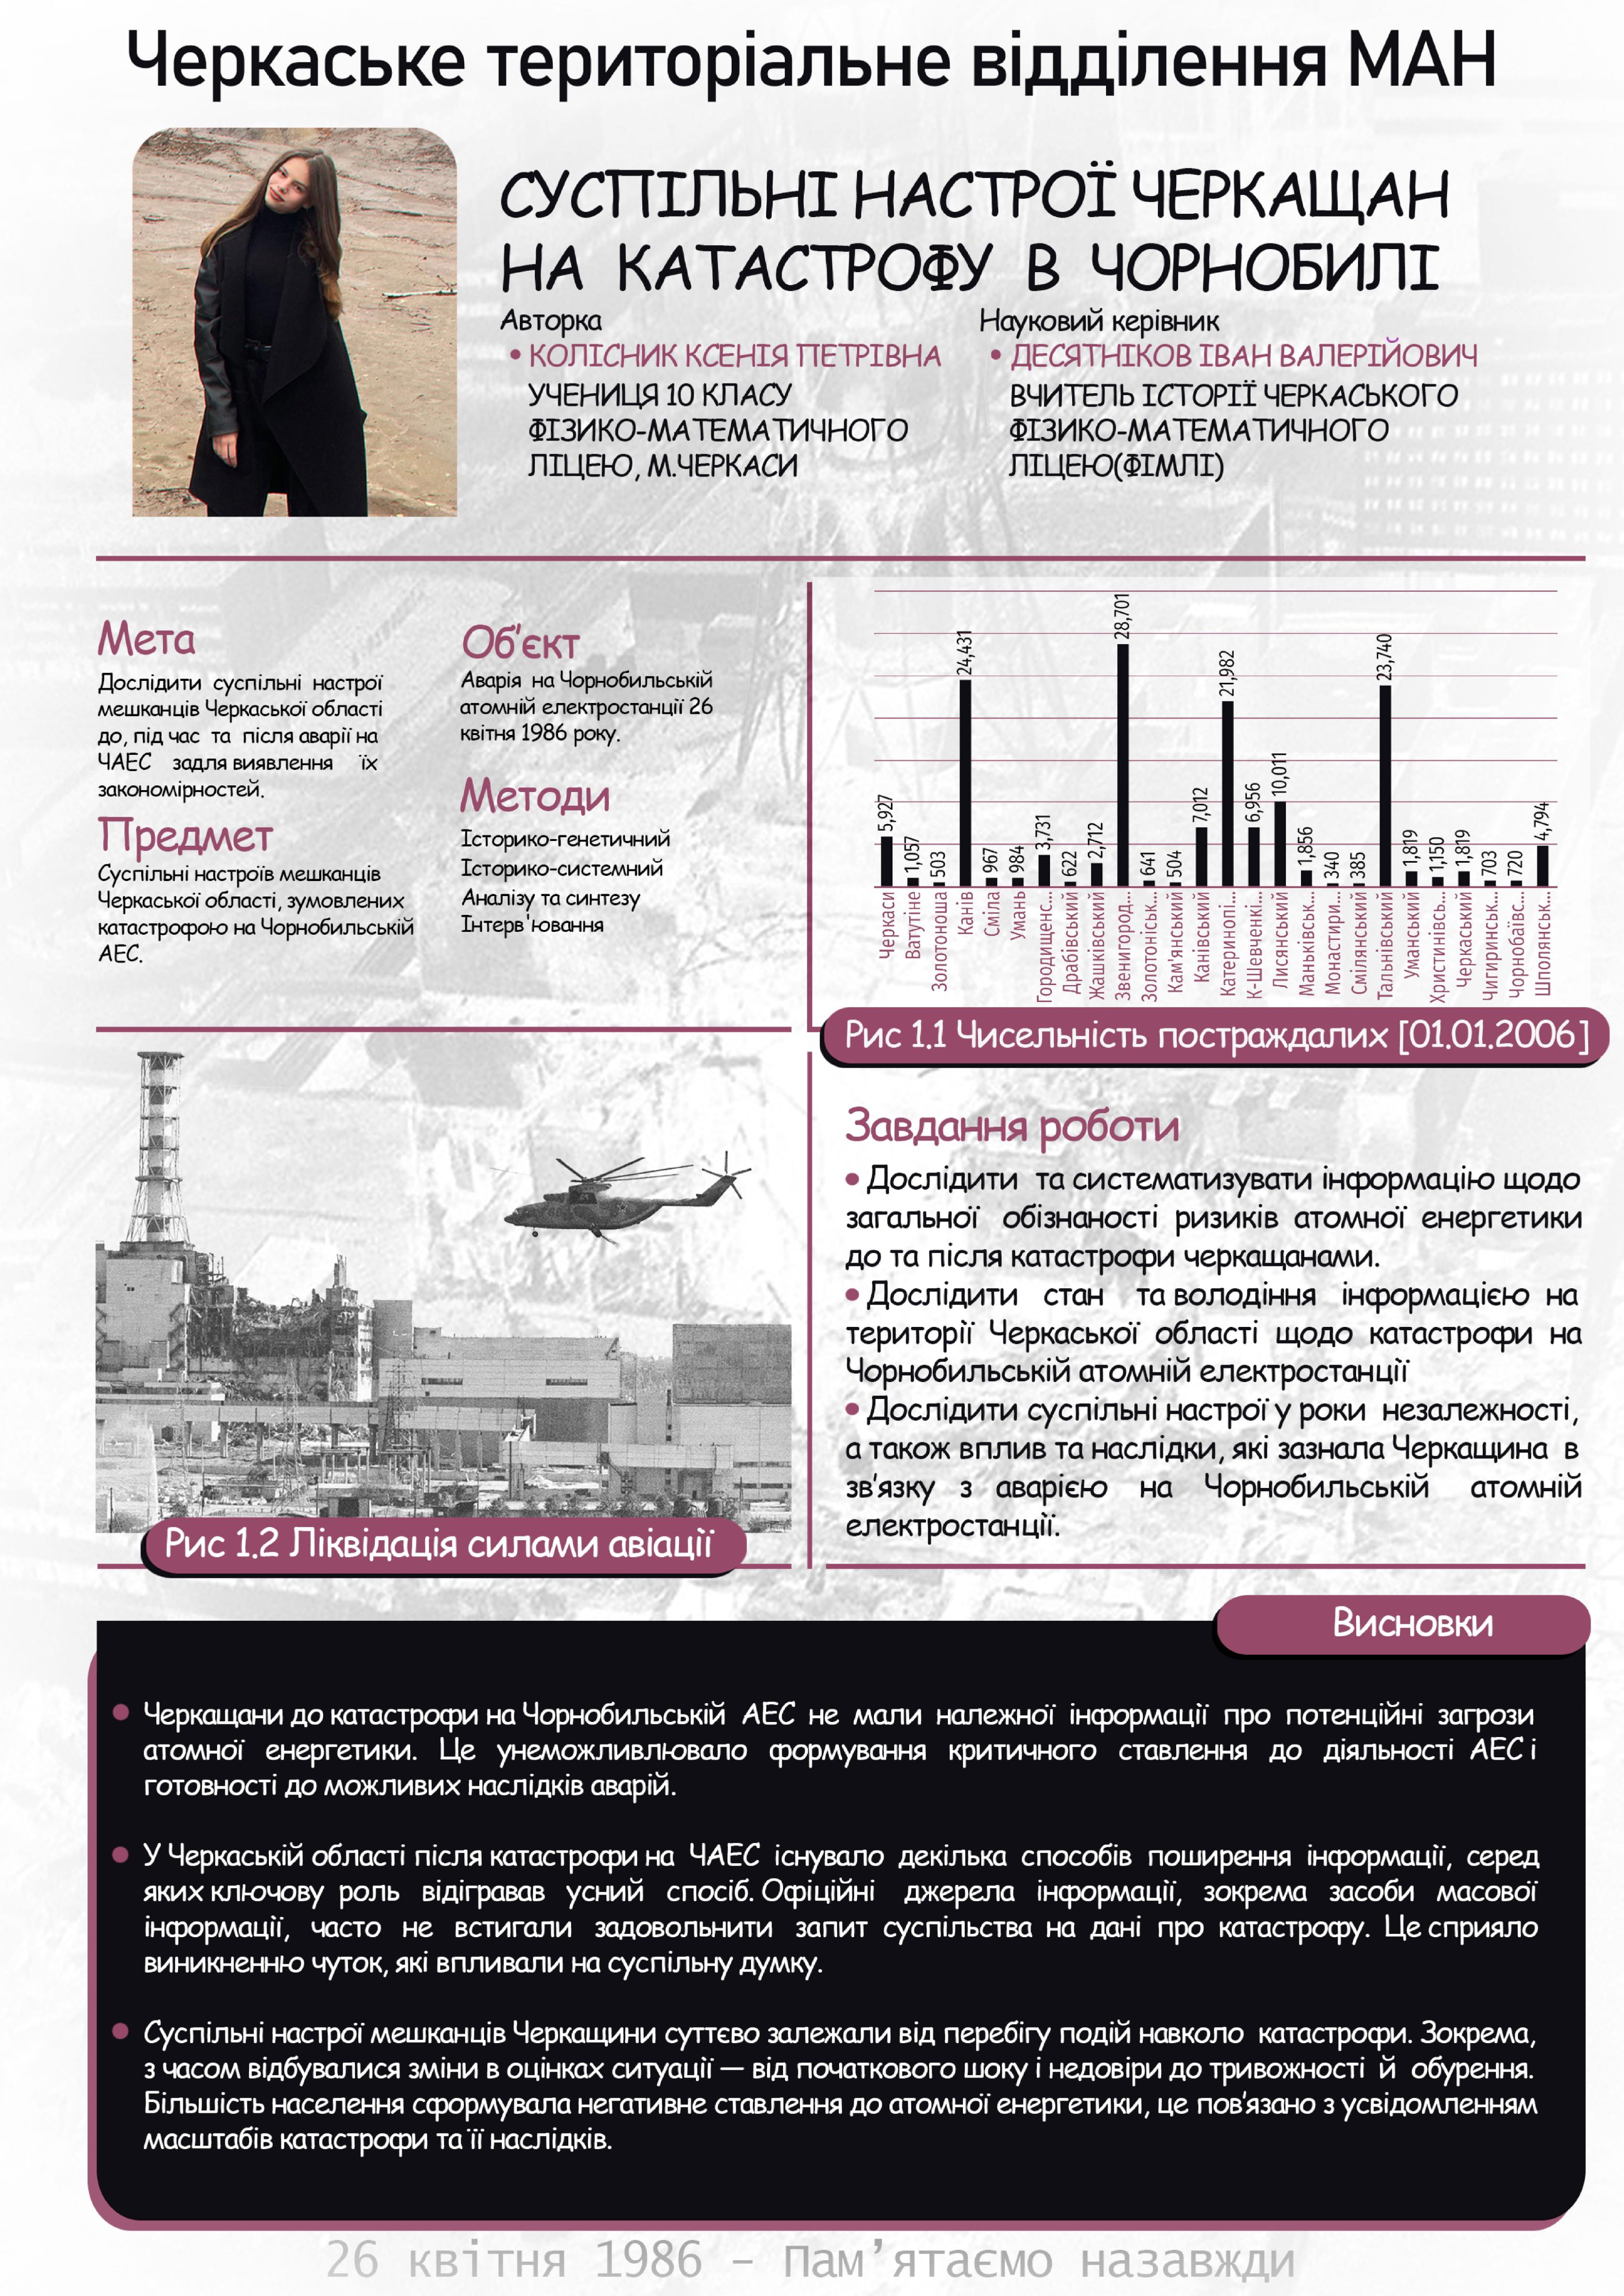 Черкаське територіальне відділення МАН
СУСПІЛЬНІ НАСТРОЇ ЧЕРКАЩАН
НА КАТАСТРОФУ В ЧОРНОБИЛІ
Авторка
• КОЛІСНИК КСЕНІЯ ПЕТРІВНА
УЧЕНИЦЯ 10 КЛАСУ
ФІЗИКО-МАТЕМАТИЧНОГО
ЛІЦЕЮ, М.ЧЕРКАСИ
Науковий керівник
• ДЕСЯТНІКОВ ІВАН ВАЛЕРІЙОВИЧ
ВЧИТЕЛЬ ІСТОРІЇ ЧЕРКАСЬКОГО
ФІЗИКО-МАТЕМАТИЧНОГО
ЛІЦЕЮ(ФІМЛІ)
Мета
Дослідити суспільні настрої
мешканців Черкаської області
до, під час та після аварії на
ЧАЕС задля виявлення їх
закономірностей.
Предмет
Суспільні настроїв мешканців
Черкаської області, зумовлених
катастрофою на Чорнобильській
АЕС.
Об'єкт
Аварія на Чорнобильській
атомній електростанції 26
квітня 1986 року.
Методи
Історико-генетичний
Історико-системний
Аналізу та синтезу
Інтерв'ювання
5,927
1,057
503
24,431
967
984
3,731
622
2,712
28,701
641
504
7,012
21,982
6,956
10,011
1,856
340
385
23,740
1,819
1,150
1,819
703
720
4,794
Черкаси
Ватутіне
Золотоноша
Канів
Сміла
Умань
Городищенс...
Драбівський
Жашківський
Звенигород...
Золотоніськ...
Кам'янський
Канівський
Катеринопі...
К-Шевченкі...
Лисянський
Маньківськ...
Монастири...
Смілянський
Тальнівський
Уманський
Христинівсь...
Черкаський
Чигиринськ...
Чорнобаївс...
Шполянськ...
Рис 1.1 Чисельність постраждалих [01.01.2006]
Рис 1.2 Ліквідація силами авіації
Завдання роботи
• Дослідити та систематизувати інформацію щодо
загальної обізнаності ризиків атомної енергетики
до та після катастрофи черкащанами.
• Дослідити стан та володіння інформацією на
території Черкаської області щодо катастрофи на
Чорнобильській атомній електростанції
• Дослідити суспільні настрої у роки незалежності,
а також вплив та наслідки, які зазнала Черкащина в
зв'язку з аварією на Чорнобильській атомній
електростанції.
Висновки
• Черкащани до катастрофи на Чорнобильській АЕС не мали належної інформації про потенційні загрози
атомної енергетики. Це унеможливлювало формування критичного ставлення до діяльності АЕС і
готовності до можливих наслідків аварій.
• У Черкаській області після катастрофи на ЧАЕС існувало декілька способів поширення інформації, серед
яких ключову роль відігравав усний спосіб. Офіційні джерела інформації, зокрема засоби масової
інформації, часто не встигали задовольнити запит суспільства на дані про катастрофу. Це сприяло
виникненню чуток, які впливали на суспільну думку.
• Суспільні настрої мешканців Черкащини суттєво залежали від перебігу подій навколо катастрофи. Зокрема,
з часом відбувалися зміни в оцінках ситуації — від початкового шоку і недовіри до тривожності й обурення.
Більшість населення сформувала негативне ставлення до атомної енергетики, це пов'язано з усвідомленням
масштабів катастрофи та її наслідків.
26 квітня 1986 – Пам'ятаємо назавжди